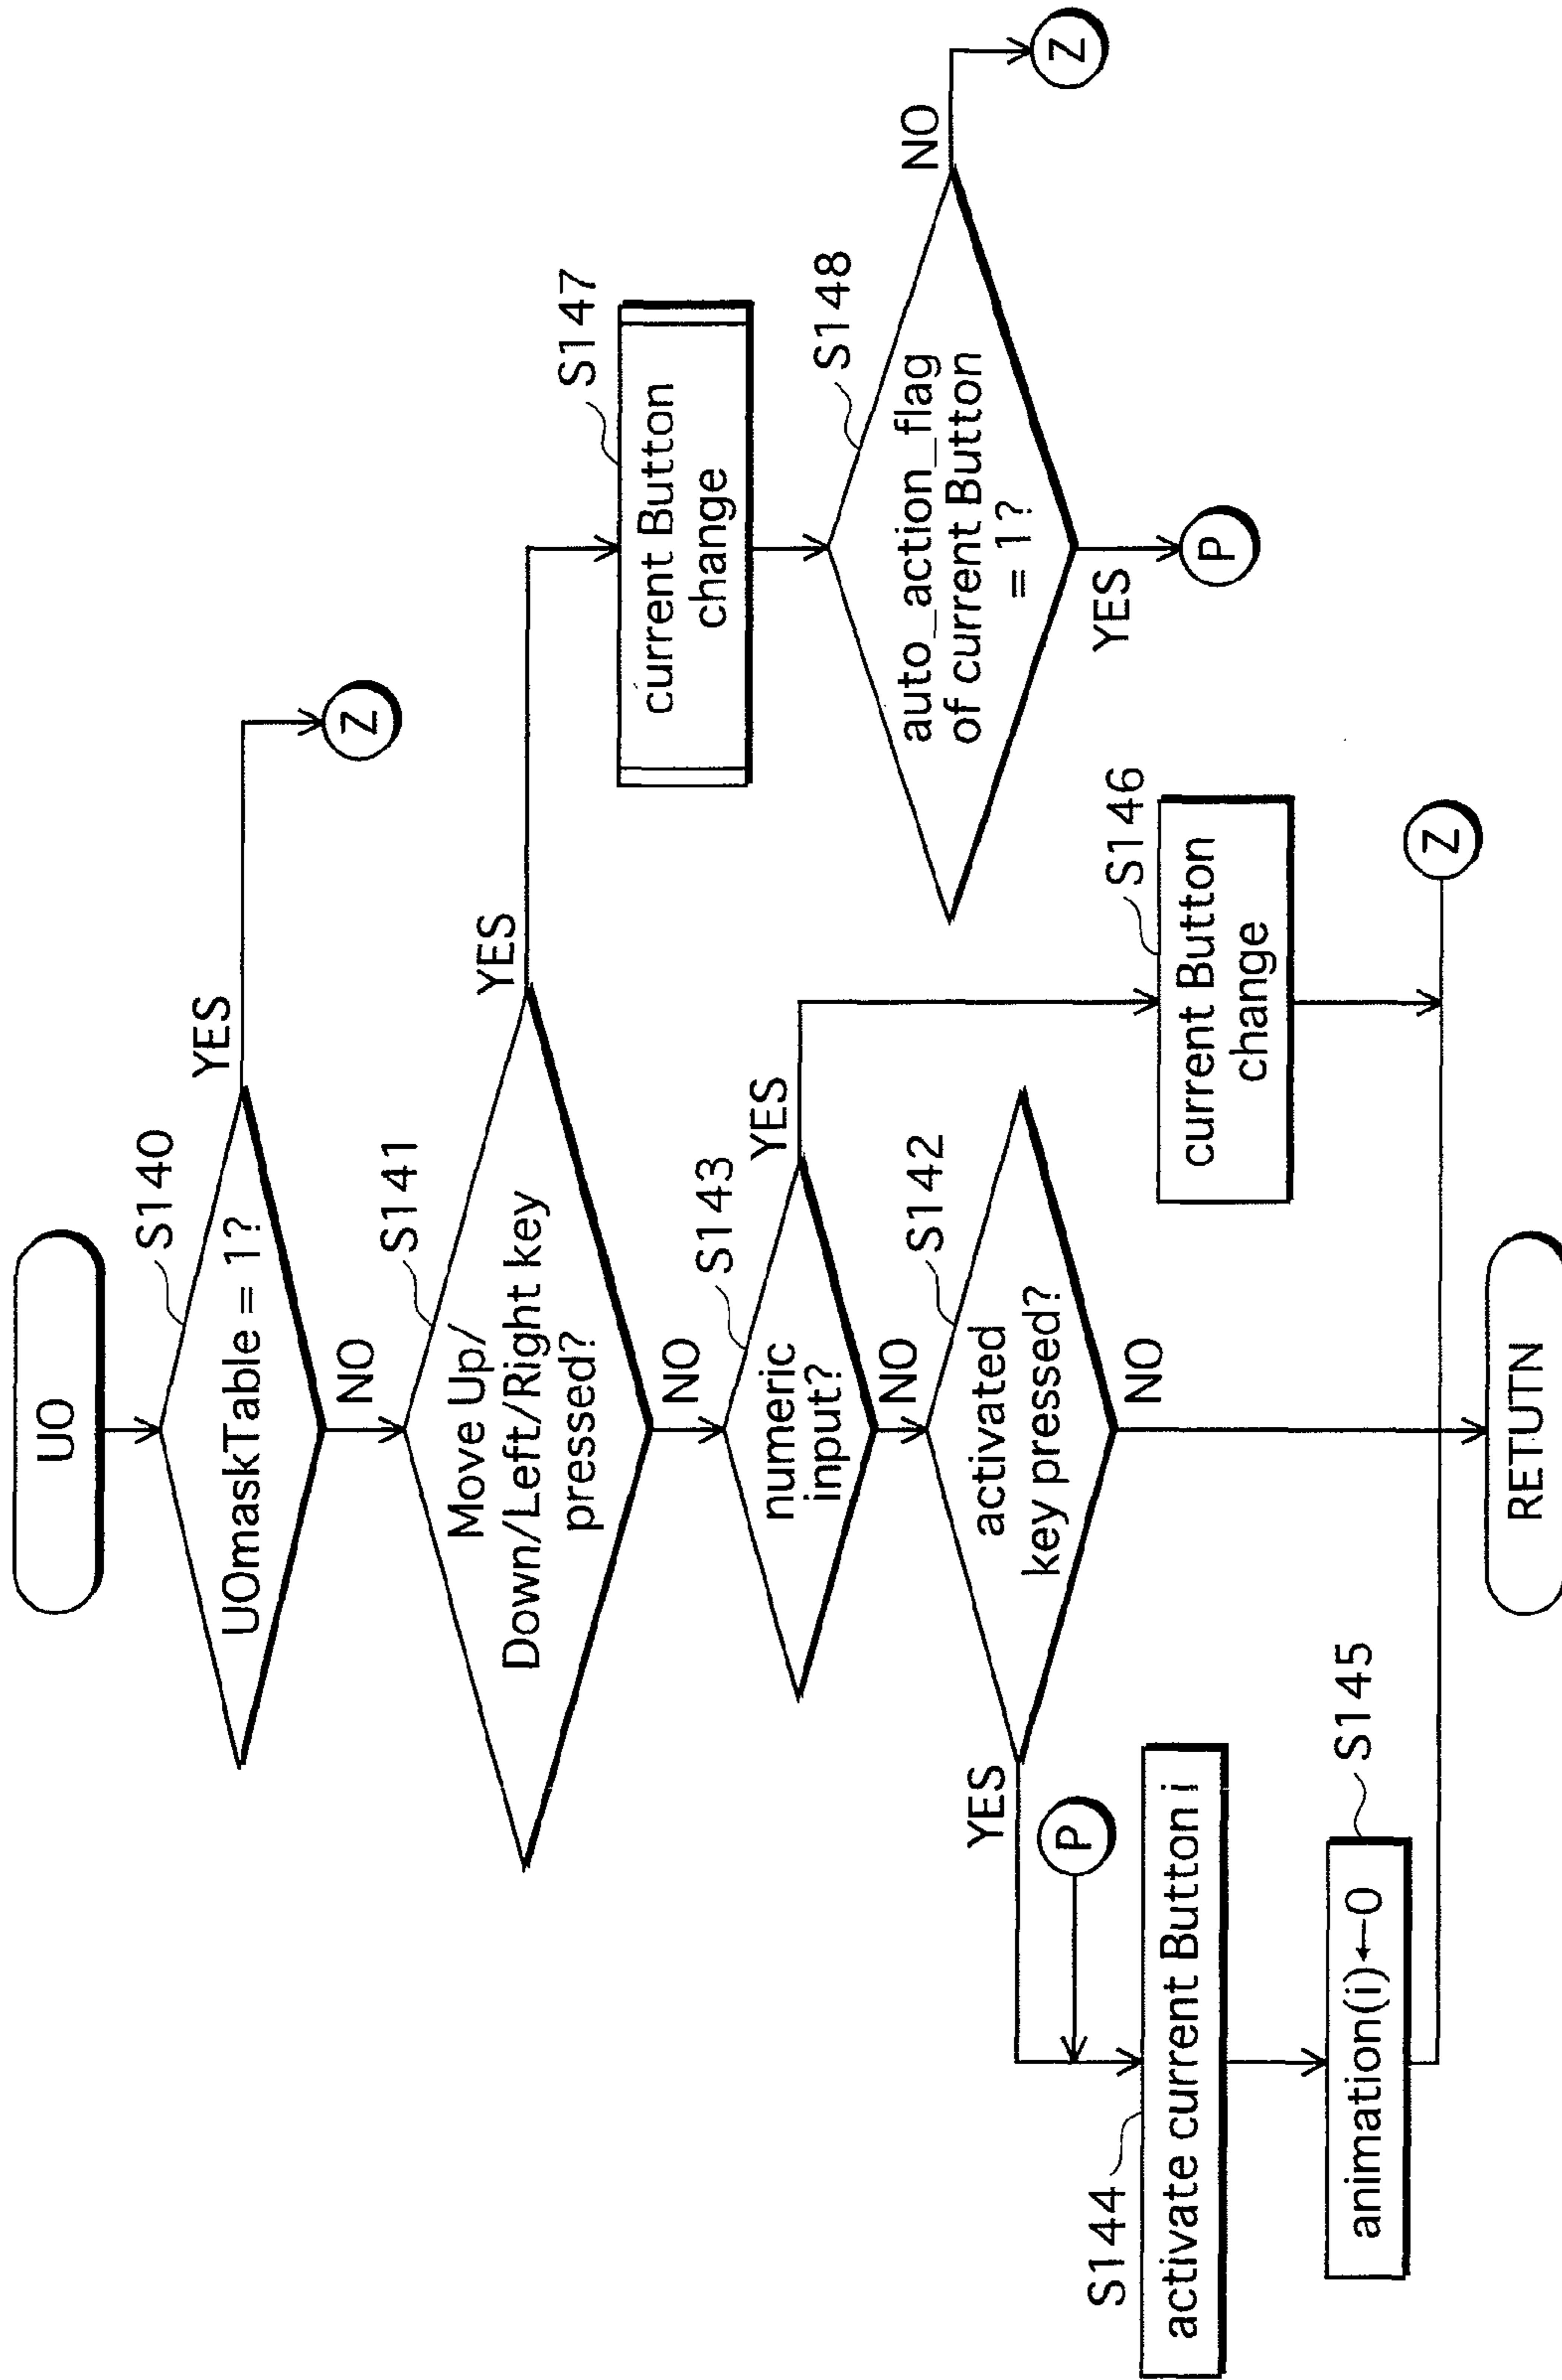 UO
S140
UOmaskTable = 1?
YES
Z
NO
S141
Move Up/
Down/Left/Right key
pressed?
YES
NO
S147
current Button
change
S143
numeric
input?
YES
NO
S148
auto_action_flag
of current Button
= 1?
NO
Z
YES
P
S142
activated
key pressed?
YES
NO
P
S144
activate current Button i
S146
current Button
change
S145
animation(i)←0
Z
RETUTN